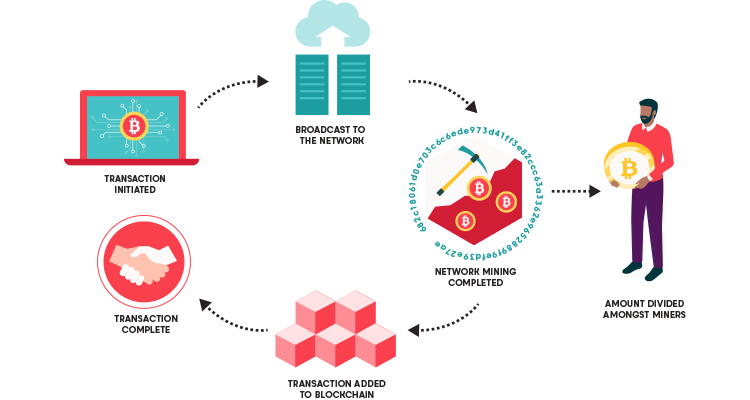 BROADCAST TO
THE NETWORK
TRANSACTION
INITIATED
NETWORK MINING
COMPLETED
AMOUNT DIVIDED
AMONGST MINERS
TRANSACTION
COMPLETE
TRANSACTION ADDED
TO BLOCKCHAIN